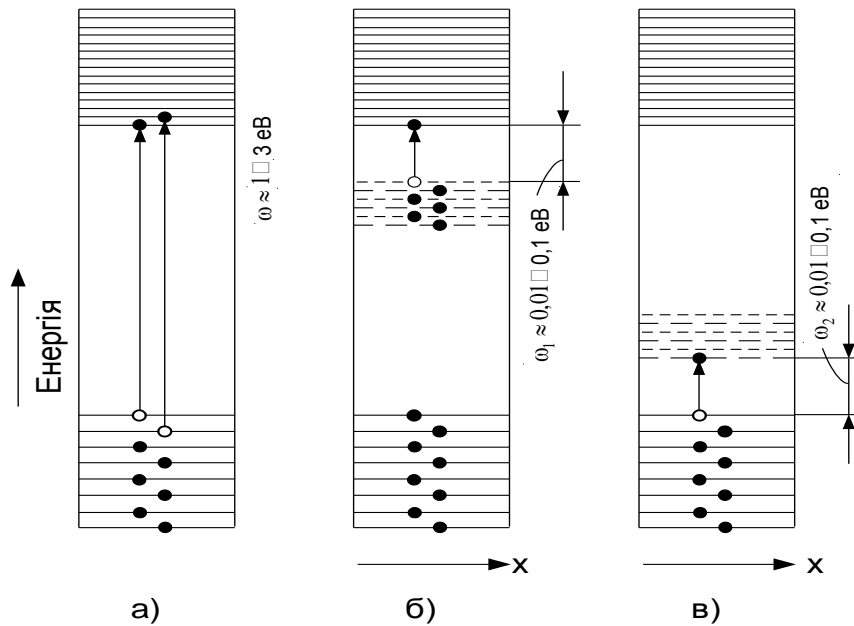 Енергія
ω ≈ 1□3 еВ
ω₁ ≈ 0,01□0,1 еВ
ω₂ ≈ 0,01□0,1 еВ
х
х
а)
б)
в)